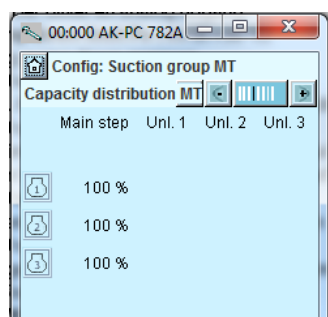 00:000 AK-PC 782A
Config: Suction group MT
Capacity distribution MT
Main step Unl. 1 Unl. 2 Unl. 3
1 100 %
2 100 %
3 100 %